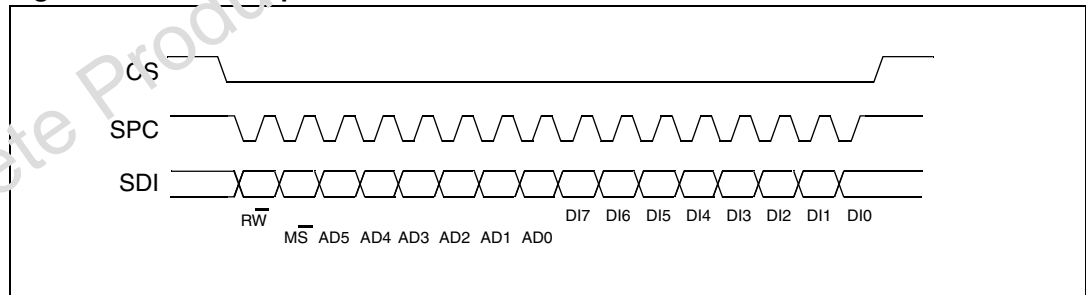 CS
SPC
SDI
RW̅ DI7 DI6 DI5 DI4 DI3 DI2 DI1 DI0
MS̅ AD5 AD4 AD3 AD2 AD1 AD0